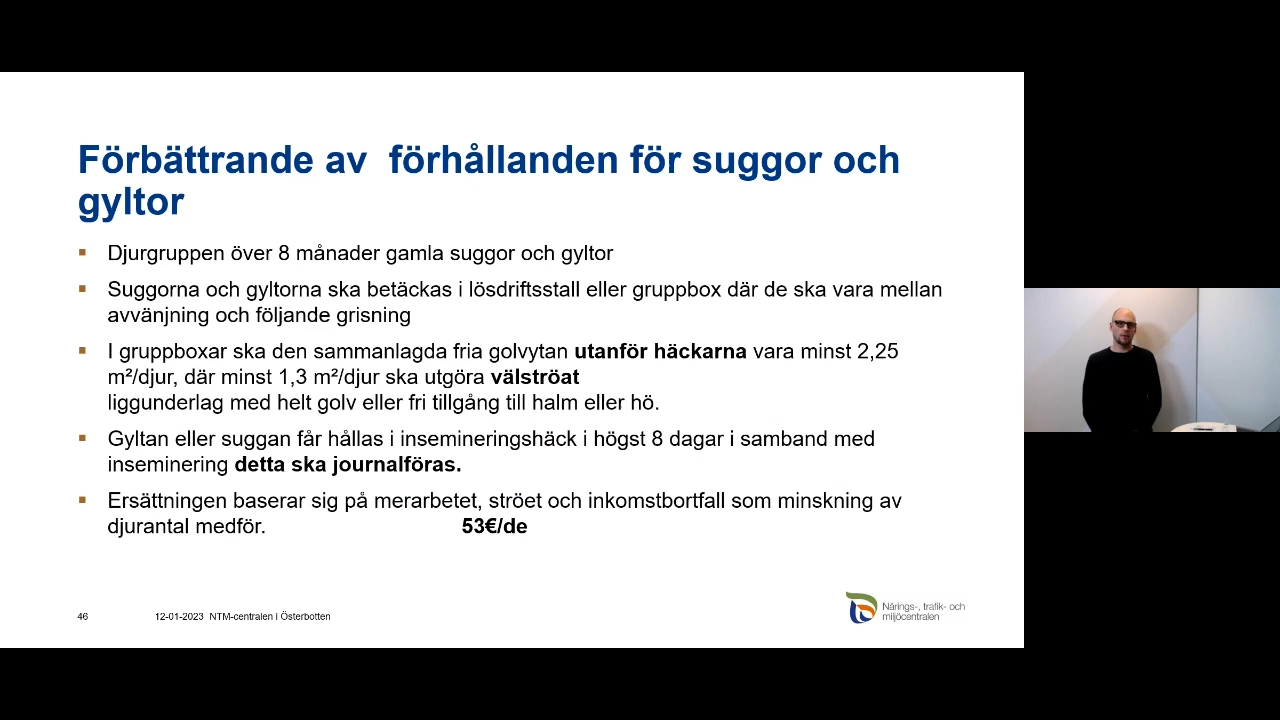 Förbättrande av  förhållanden för suggor och
gyltor
▪ Djurgruppen över 8 månader gamla suggor och gyltor
▪ Suggorna och gyltorna ska betäckas i lösdriftsstall eller gruppbox där de ska vara mellan
avvänjning och följande grisning
▪ I gruppboxar ska den sammanlagda fria golvytan utanför häckarna vara minst 2,25
m²/djur, där minst 1,3 m²/djur ska utgöra välströat
liggunderlag med helt golv eller fri tillgång till halm eller hö.
▪ Gyltan eller suggan får hållas i insemineringshäck i högst 8 dagar i samband med
inseminering detta ska journalföras.
▪ Ersättningen baserar sig på merarbetet, ströet och inkomstbortfall som minskning av
djurantal medför. 53€/de
46 12-01-2023 NTM-centralen i Österbotten
Närings-, trafik- och
miljöcentralen